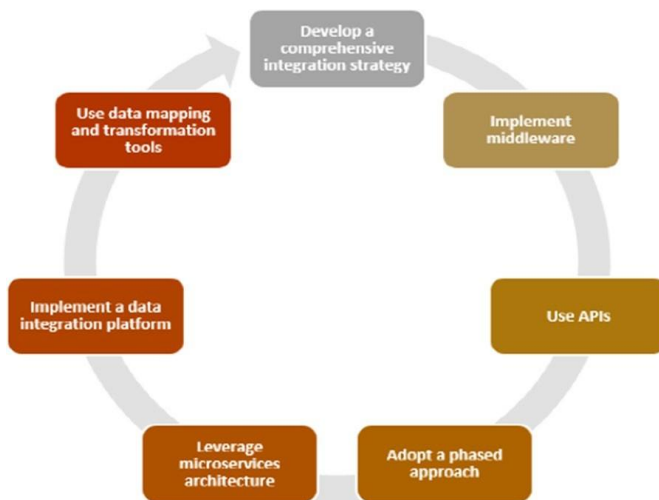 Develop a
comprehensive
integration strategy
Implement
middleware
Use APIs
Adopt a phased
approach
Leverage
microservices
architecture
Implement a data
integration platform
Use data mapping
and transformation
tools